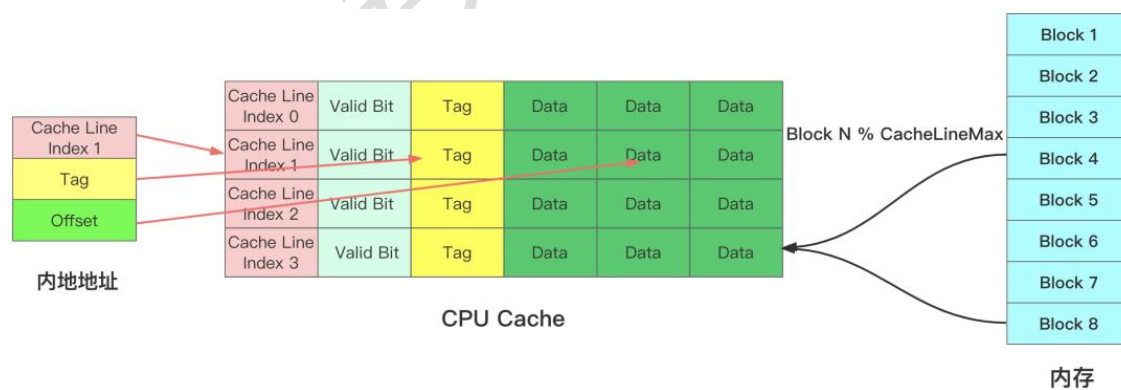 Cache Line
Index 1
Tag
Offset
内地地址
Cache Line
Index 0
Valid Bit
Tag
Data
Data
Data
Cache Line
Index 1
Valid Bit
Tag
Data
Data
Data
Cache Line
Index 2
Valid Bit
Tag
Data
Data
Data
Cache Line
Index 3
Valid Bit
Tag
Data
Data
Data
CPU Cache
Block N % CacheLineMax
Block 1
Block 2
Block 3
Block 4
Block 5
Block 6
Block 7
Block 8
内存